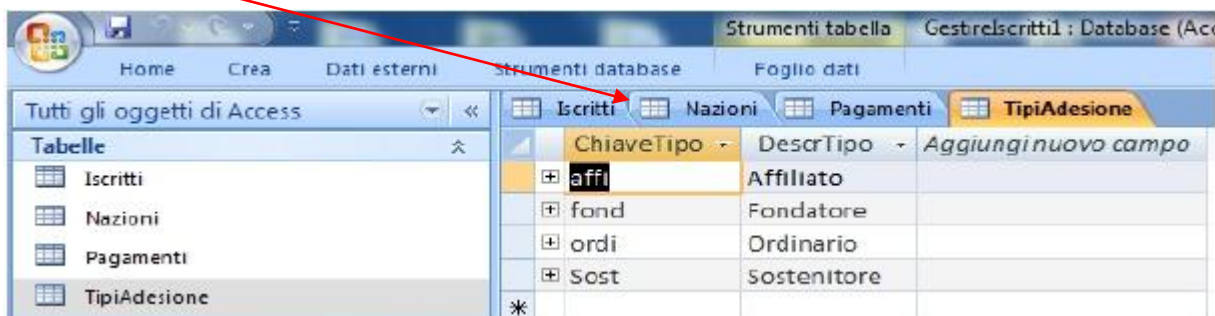 Strumenti tabella GestireIscritti1 : Database (Acc
Home Crea Dati esterni Strumenti database Foglio dati
Tutti gli oggetti di Access
Tabelle
Iscritti
Nazioni
Pagamenti
TipiAdesione
Iscritti Nazioni Pagamenti TipiAdesione
ChiaveTipo DescrTipo Aggiungi nuovo campo
affi Affiliato
fond Fondatore
ordi Ordinario
Sost Sostenitore